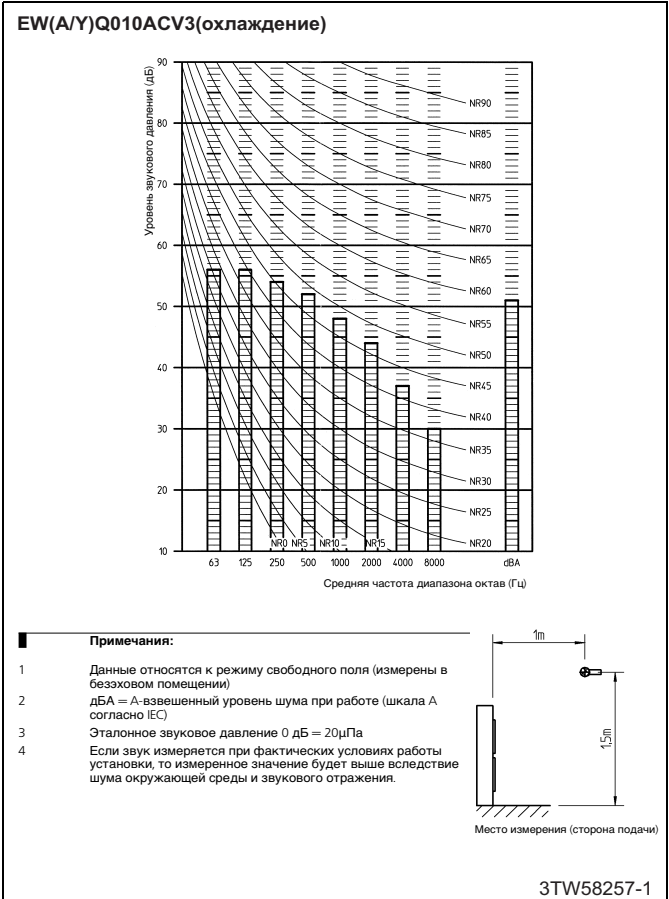 EW(A/Y)Q010ACV3(охлаждение)
Уровень звукового давления (дБ)
90
80
70
60
50
40
30
20
10
NR90
NR85
NR80
NR75
NR70
NR65
NR60
NR55
NR50
NR45
NR40
NR35
NR30
NR25
NR20
NR0 NR5 NR10 NR15
63 125 250 500 1000 2000 4000 8000 dBA
Средняя частота диапазона октав (Гц)
Примечания:
1 Данные относятся к режиму свободного поля (измерены в
безэховом помещении)
2 дБА = А-взвешенный уровень шума при работе (шкала А
согласно IEC)
3 Эталонное звуковое давление 0 дБ = 20µПа
4 Если звук измеряется при фактических условиях работы
установки, то измеренное значение будет выше вследствие
шума окружающей среды и звукового отражения.
1m
1,5m
Место измерения (сторона подачи)
3TW58257-1